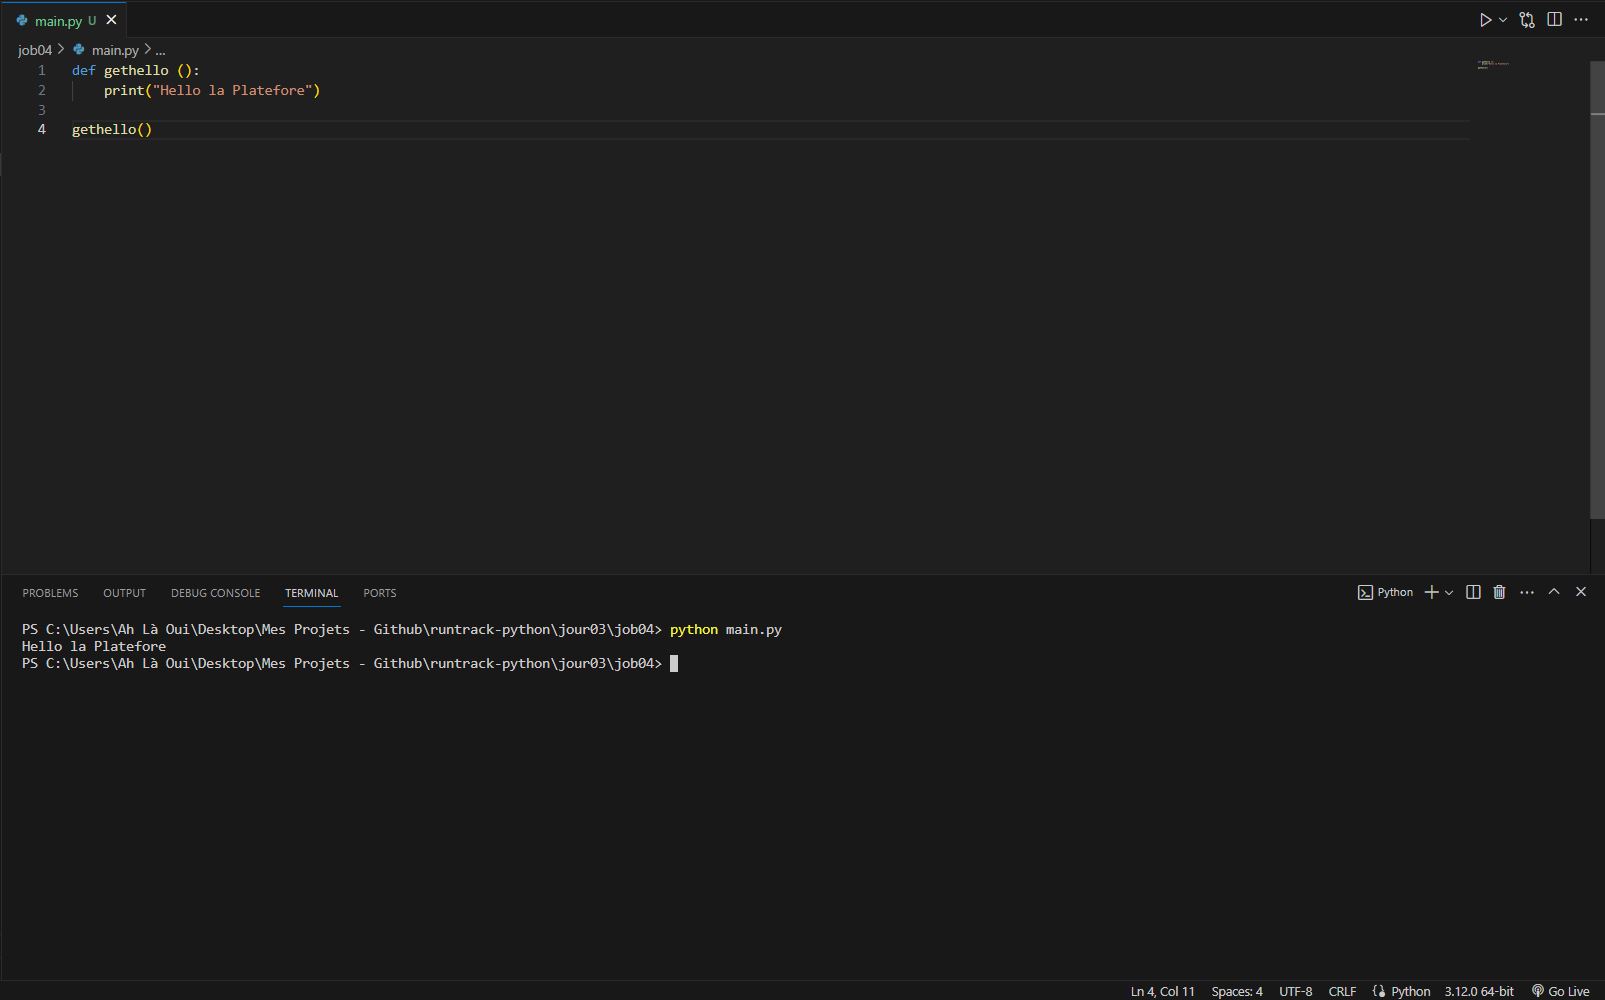 main.py U
job04 > main.py > ...
1 def gethello ():
2     print("Hello la Platefore")
3
4 gethello()
PROBLEMS OUTPUT DEBUG CONSOLE TERMINAL PORTS Python
PS C:\Users\Ah Là Oui\Desktop\Mes Projets - Github\runtrack-python\jour03\job04> python main.py
Hello la Platefore
PS C:\Users\Ah Là Oui\Desktop\Mes Projets - Github\runtrack-python\jour03\job04>
Ln 4, Col 11 Spaces: 4 UTF-8 CRLF Python 3.12.0 64-bit Go Live